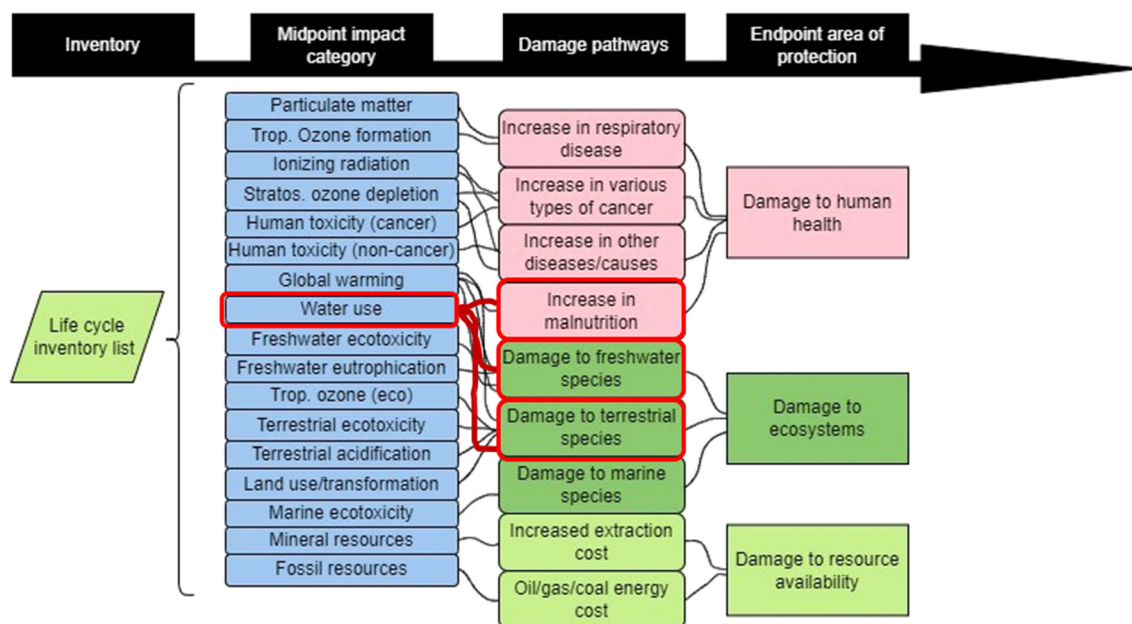 Inventory
Midpoint impact
category
Damage pathways
Endpoint area of
protection
Life cycle
inventory list
Particulate matter
Trop. Ozone formation
Ionizing radiation
Stratos. ozone depletion
Human toxicity (cancer)
Human toxicity (non-cancer)
Global warming
Water use
Freshwater ecotoxicity
Freshwater eutrophication
Trop. ozone (eco)
Terrestrial ecotoxicity
Terrestrial acidification
Land use/transformation
Marine ecotoxicity
Mineral resources
Fossil resources
Increase in respiratory
disease
Increase in various
types of cancer
Increase in other
diseases/causes
Increase in
malnutrition
Damage to freshwater
species
Damage to terrestrial
species
Damage to marine
species
Increased extraction
cost
Oil/gas/coal energy
cost
Damage to human
health
Damage to
ecosystems
Damage to resource
availability